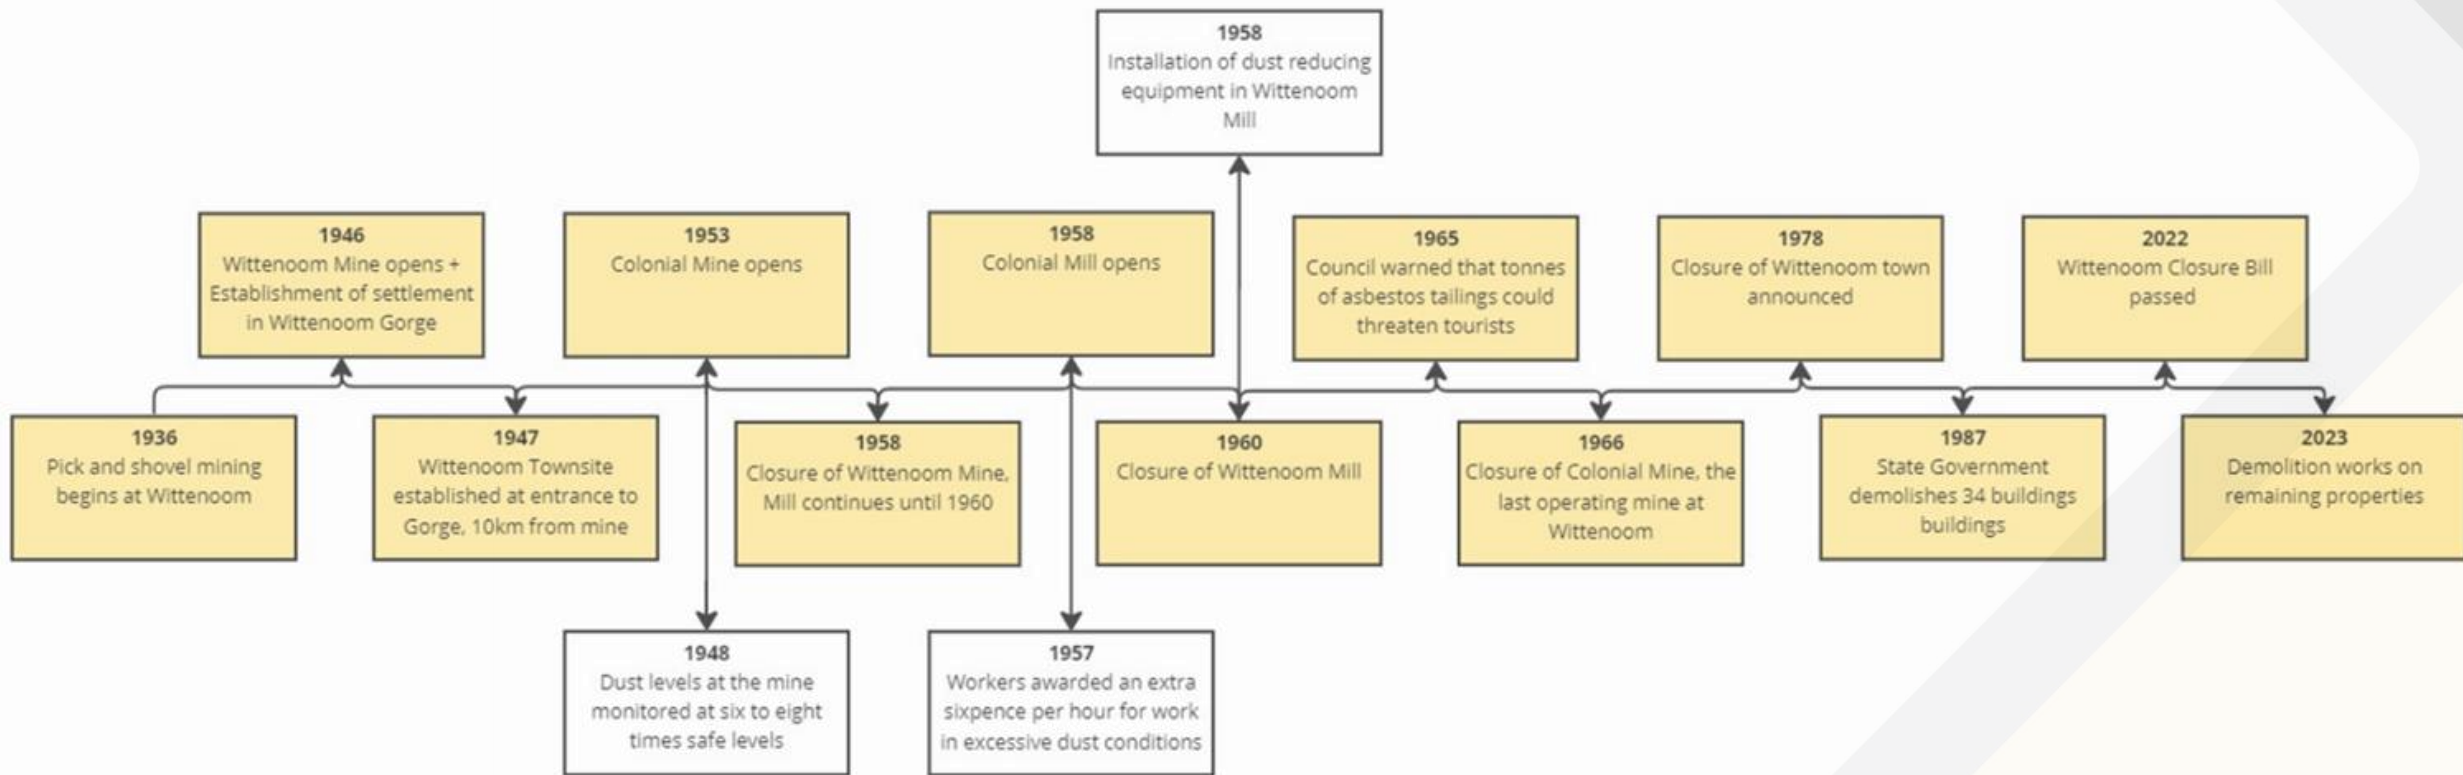 1958
Installation of dust reducing
equipment in Wittenoom
Mill
1946
Wittenoom Mine opens +
Establishment of settlement
in Wittenoom Gorge
1953
Colonial Mine opens
1958
Colonial Mill opens
1965
Council warned that tonnes
of asbestos tailings could
threaten tourists
1978
Closure of Wittenoom town
announced
2022
Wittenoom Closure Bill
passed
1936
Pick and shovel mining
begins at Wittenoom
1947
Wittenoom Townsite
established at entrance to
Gorge, 10km from mine
1958
Closure of Wittenoom Mine,
Mill continues until 1960
1960
Closure of Wittenoom Mill
1966
Closure of Colonial Mine, the
last operating mine at
Wittenoom
1987
State Government
demolishes 34 buildings
buildings
2023
Demolition works on
remaining properties
1948
Dust levels at the mine
monitored at six to eight
times safe levels
1957
Workers awarded an extra
sixpence per hour for work
in excessive dust conditions